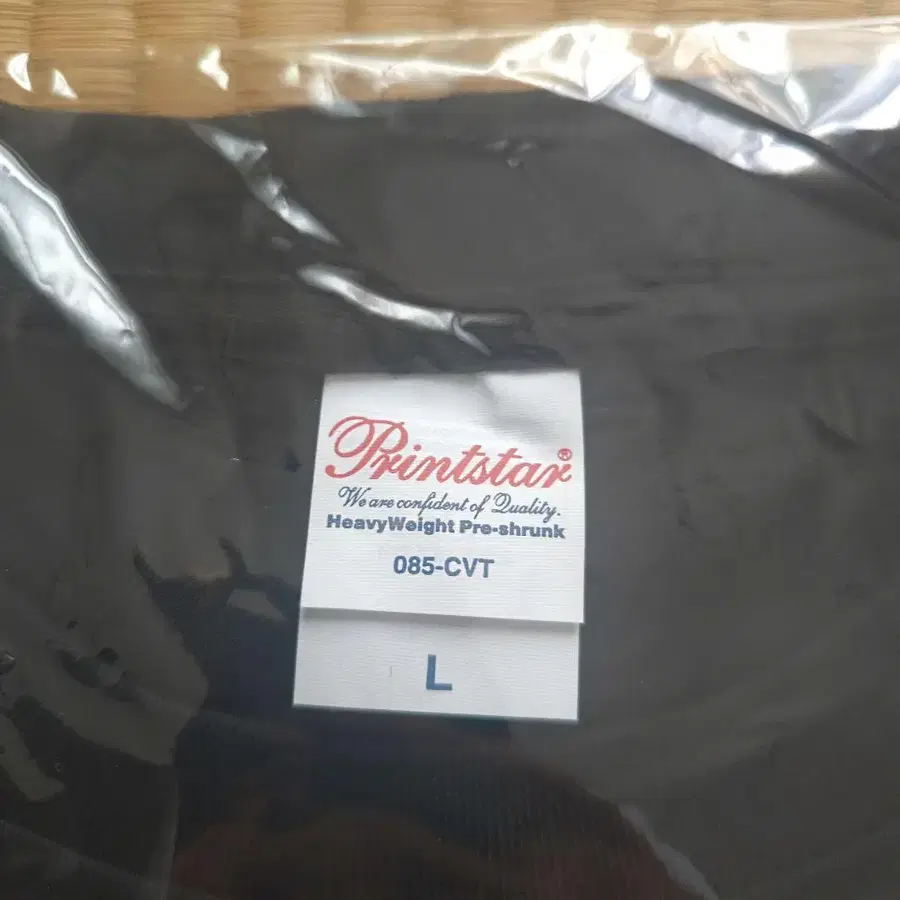 Printstar®
We are confident of Quality.
HeavyWeight Pre-shrunk
085-CVT
L